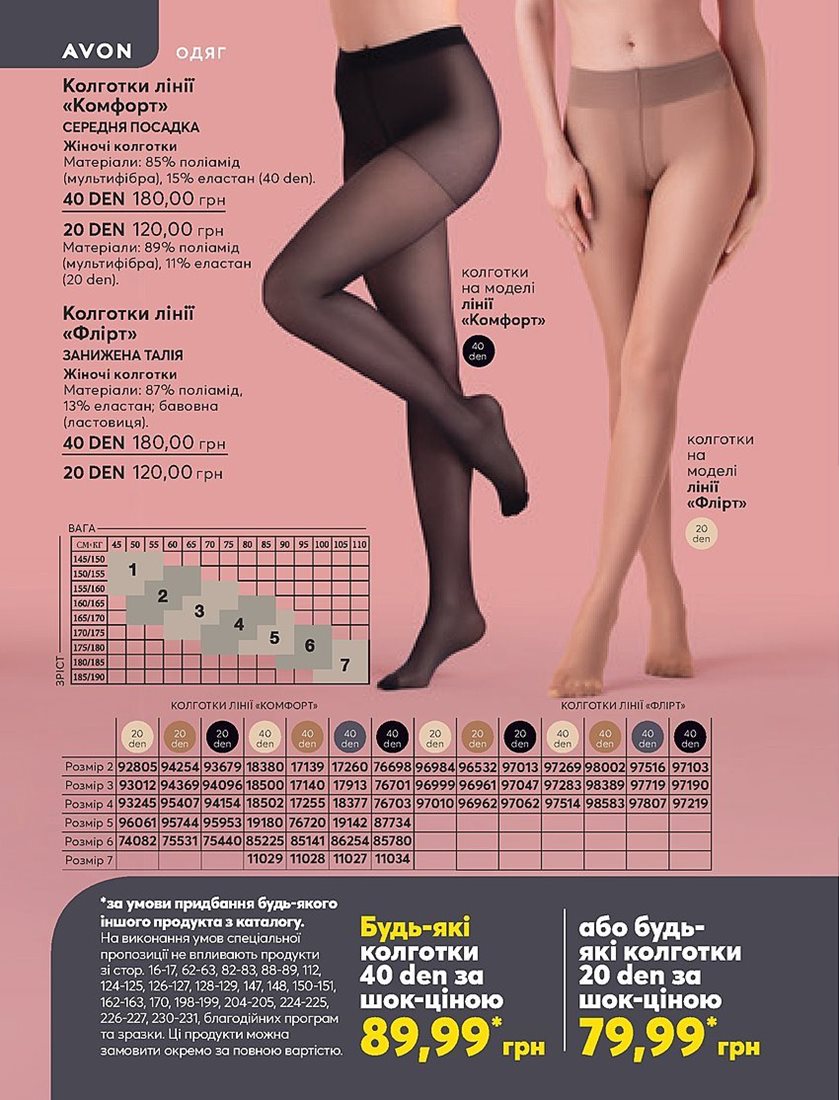 AVON одяг
Колготки лінії
«Комфорт»
СЕРЕДНЯ ПОСАДКА
Жіночі колготки
Матеріали: 85% поліамід
(мультифібра), 15% еластан (40 den).
40 DEN 180,00 грн
20 DEN 120,00 грн
Матеріали: 89% поліамід
(мультифібра), 11% еластан
(20 den).
Колготки лінії
«Флірт»
ЗАНИЖЕНА ТАЛІЯ
Жіночі колготки
Матеріали: 87% поліамід,
13% еластан; бавовна
(ластовиця).
40 DEN 180,00 грн
20 DEN 120,00 грн
колготки
на моделі
лінії
«Комфорт»
40
den
колготки
на
моделі
лінії
«Флірт»
20
den
ВАГА
СМ·КГ 45 50 55 60 65 70 75 80 85 90 95 100 105 110
145/150
150/155
155/160
160/165
165/170
170/175
175/180
180/185
185/190
1
2
3
4
5
6
7
ЗРІСТ
КОЛГОТКИ ЛІНІЇ «КОМФОРТ» КОЛГОТКИ ЛІНІЇ «ФЛІРТ»
20 20 20 40 40 40 40 20 20 20 40 40 40 40
den den den den den den den den den den den den den den
Розмір 2 92805 94254 93679 18380 17139 17260 76698 96984 96532 97013 97269 98002 97516 97103
Розмір 3 93012 94369 94096 18500 17140 17913 76701 96999 96961 97047 97283 98389 97719 97190
Розмір 4 93245 95407 94154 18502 17255 18377 76703 97010 96962 97062 97514 98583 97807 97219
Розмір 5 96061 95744 95953 19180 76720 19142 87734
Розмір 6 74082 75531 75440 85225 85141 86254 85780
Розмір 7 11029 11028 11027 11034
*за умови придбання будь-якого
іншого продукта з каталогу.
На виконання умов спеціальної
пропозиції не впливають продукти
зі стор. 16-17, 62-63, 82-83, 88-89, 112,
124-125, 126-127, 128-129, 147, 148, 150-151,
162-163, 170, 198-199, 204-205, 224-225,
226-227, 230-231, благодійних програм
та зразки. Ці продукти можна
замовити окремо за повною вартістю.
Будь-які
колготки
40 den за
шок-ціною
89,99* грн
або будь-
які колготки
20 den за
шок-ціною
79,99* грн